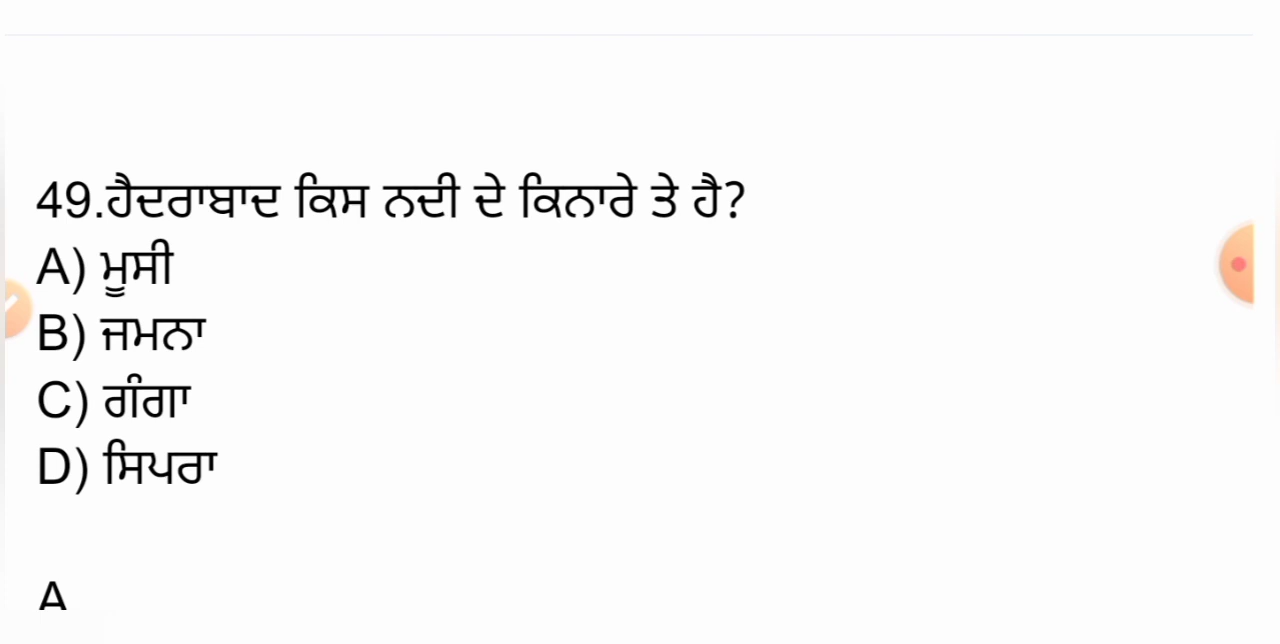 49.ਹੈਦਰਾਬਾਦ ਕਿਸ ਨਦੀ ਦੇ ਕਿਨਾਰੇ ਤੇ ਹੈ?
A) ਮੂਸੀ
B) ਜਮਨਾ
C) ਗੰਗਾ
D) ਸਿਪਰਾ
A